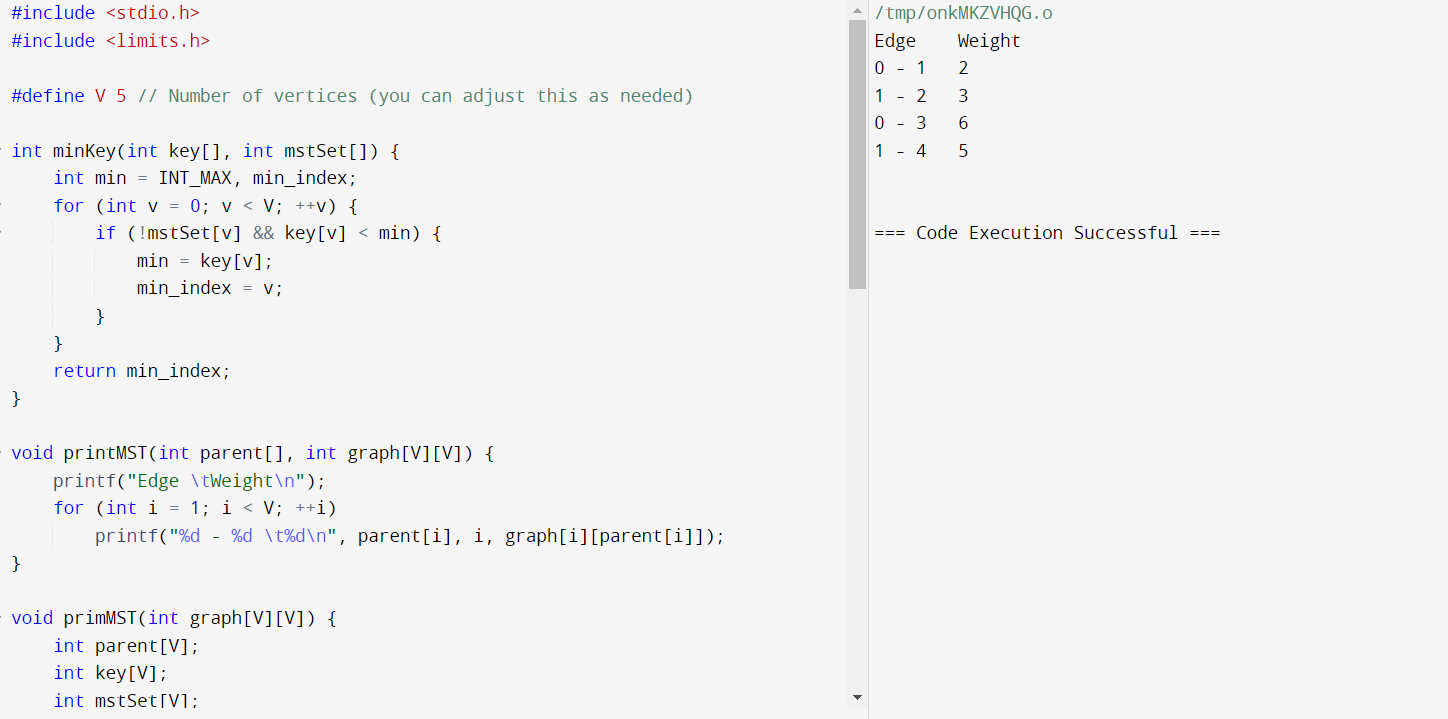 #include <stdio.h>
#include <limits.h>
#define V 5 // Number of vertices (you can adjust this as needed)
int minKey(int key[], int mstSet[]) {
    int min = INT_MAX, min_index;
    for (int v = 0; v < V; ++v) {
        if (!mstSet[v] && key[v] < min) {
            min = key[v];
            min_index = v;
        }
    }
    return min_index;
}
void printMST(int parent[], int graph[V][V]) {
    printf("Edge \tWeight\n");
    for (int i = 1; i < V; ++i)
        printf("%d - %d \t%d\n", parent[i], i, graph[i][parent[i]]);
}
void primMST(int graph[V][V]) {
    int parent[V];
    int key[V];
    int mstSet[V];
/tmp/onkMKZVHQG.o
Edge    Weight
0 - 1   2
1 - 2   3
0 - 3   6
1 - 4   5
=== Code Execution Successful ===